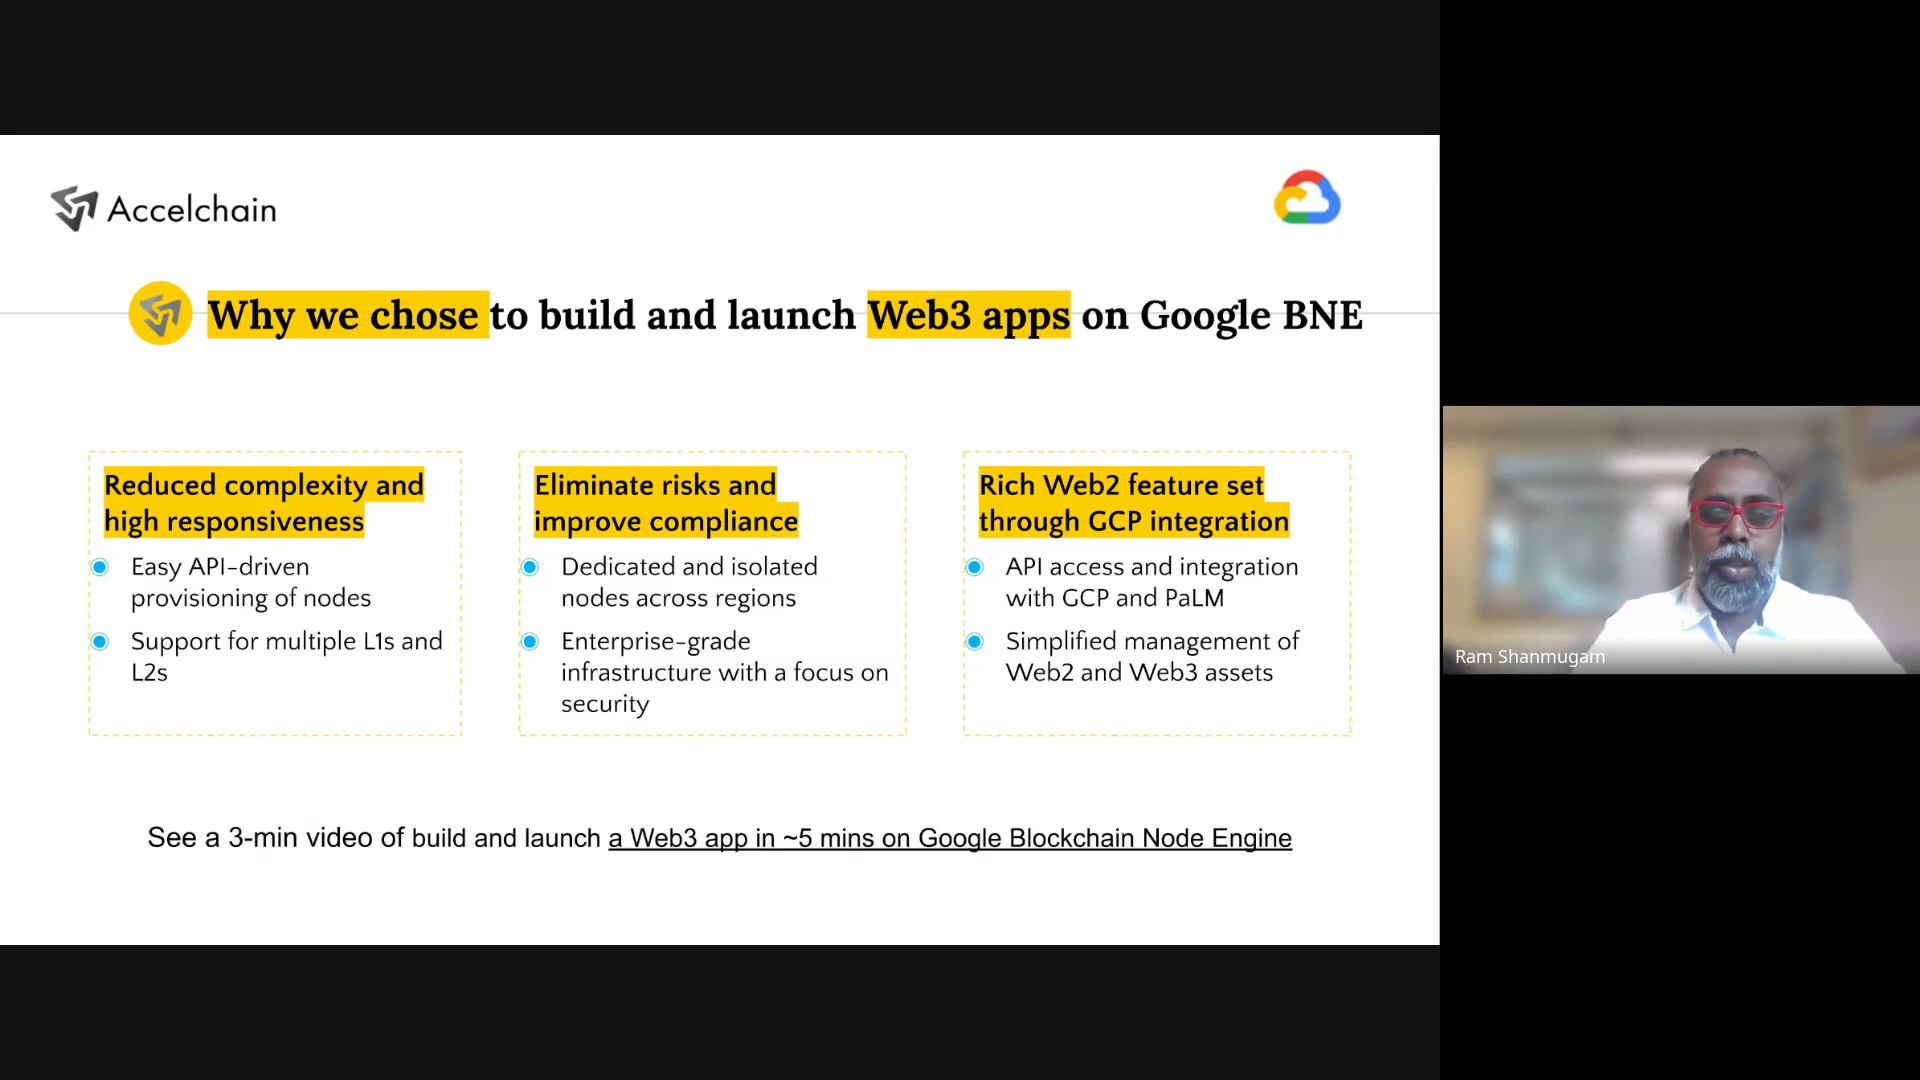 Accelchain
Why we chose to build and launch Web3 apps on Google BNE
Reduced complexity and
high responsiveness
Easy API-driven
provisioning of nodes
Support for multiple L1s and
L2s
Eliminate risks and
improve compliance
Dedicated and isolated
nodes across regions
Enterprise-grade
infrastructure with a focus on
security
Rich Web2 feature set
through GCP integration
API access and integration
with GCP and PaLM
Simplified management of
Web2 and Web3 assets
See a 3-min video of build and launch a Web3 app in ~5 mins on Google Blockchain Node Engine
Ram Shanmugam